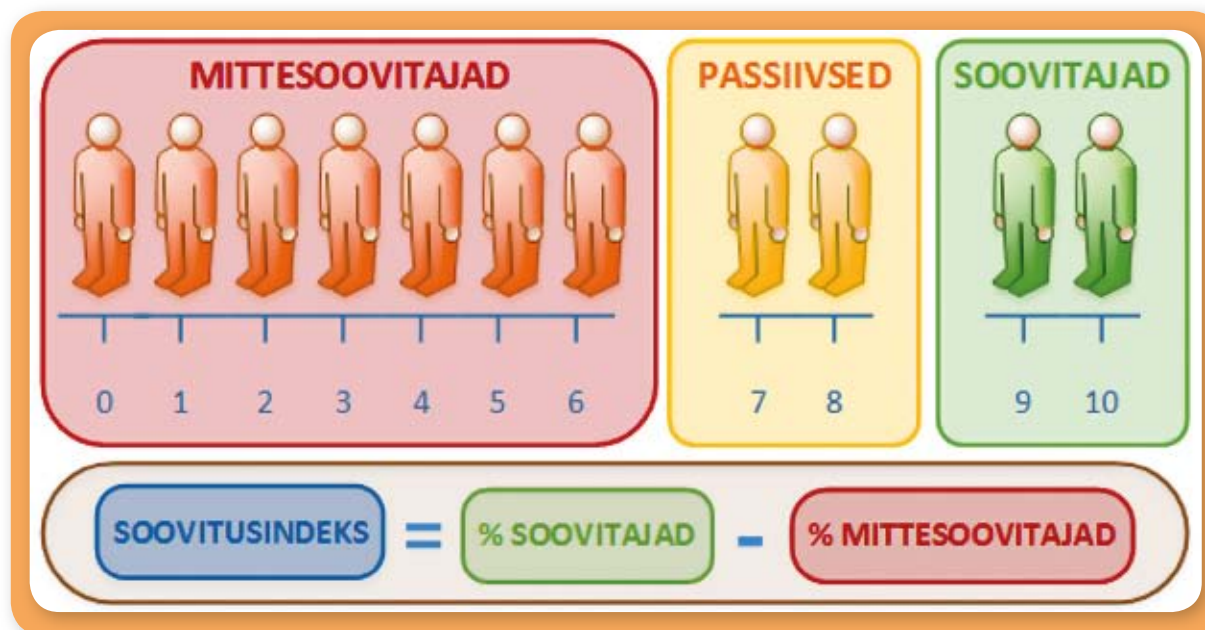 MITTESOOVITAJAD
0 1 2 3 4 5 6
PASSIIVSED
7 8
SOOVITAJAD
9 10
SOOVITUSINDEKS = % SOOVITAJAD - % MITTESOOVITAJAD